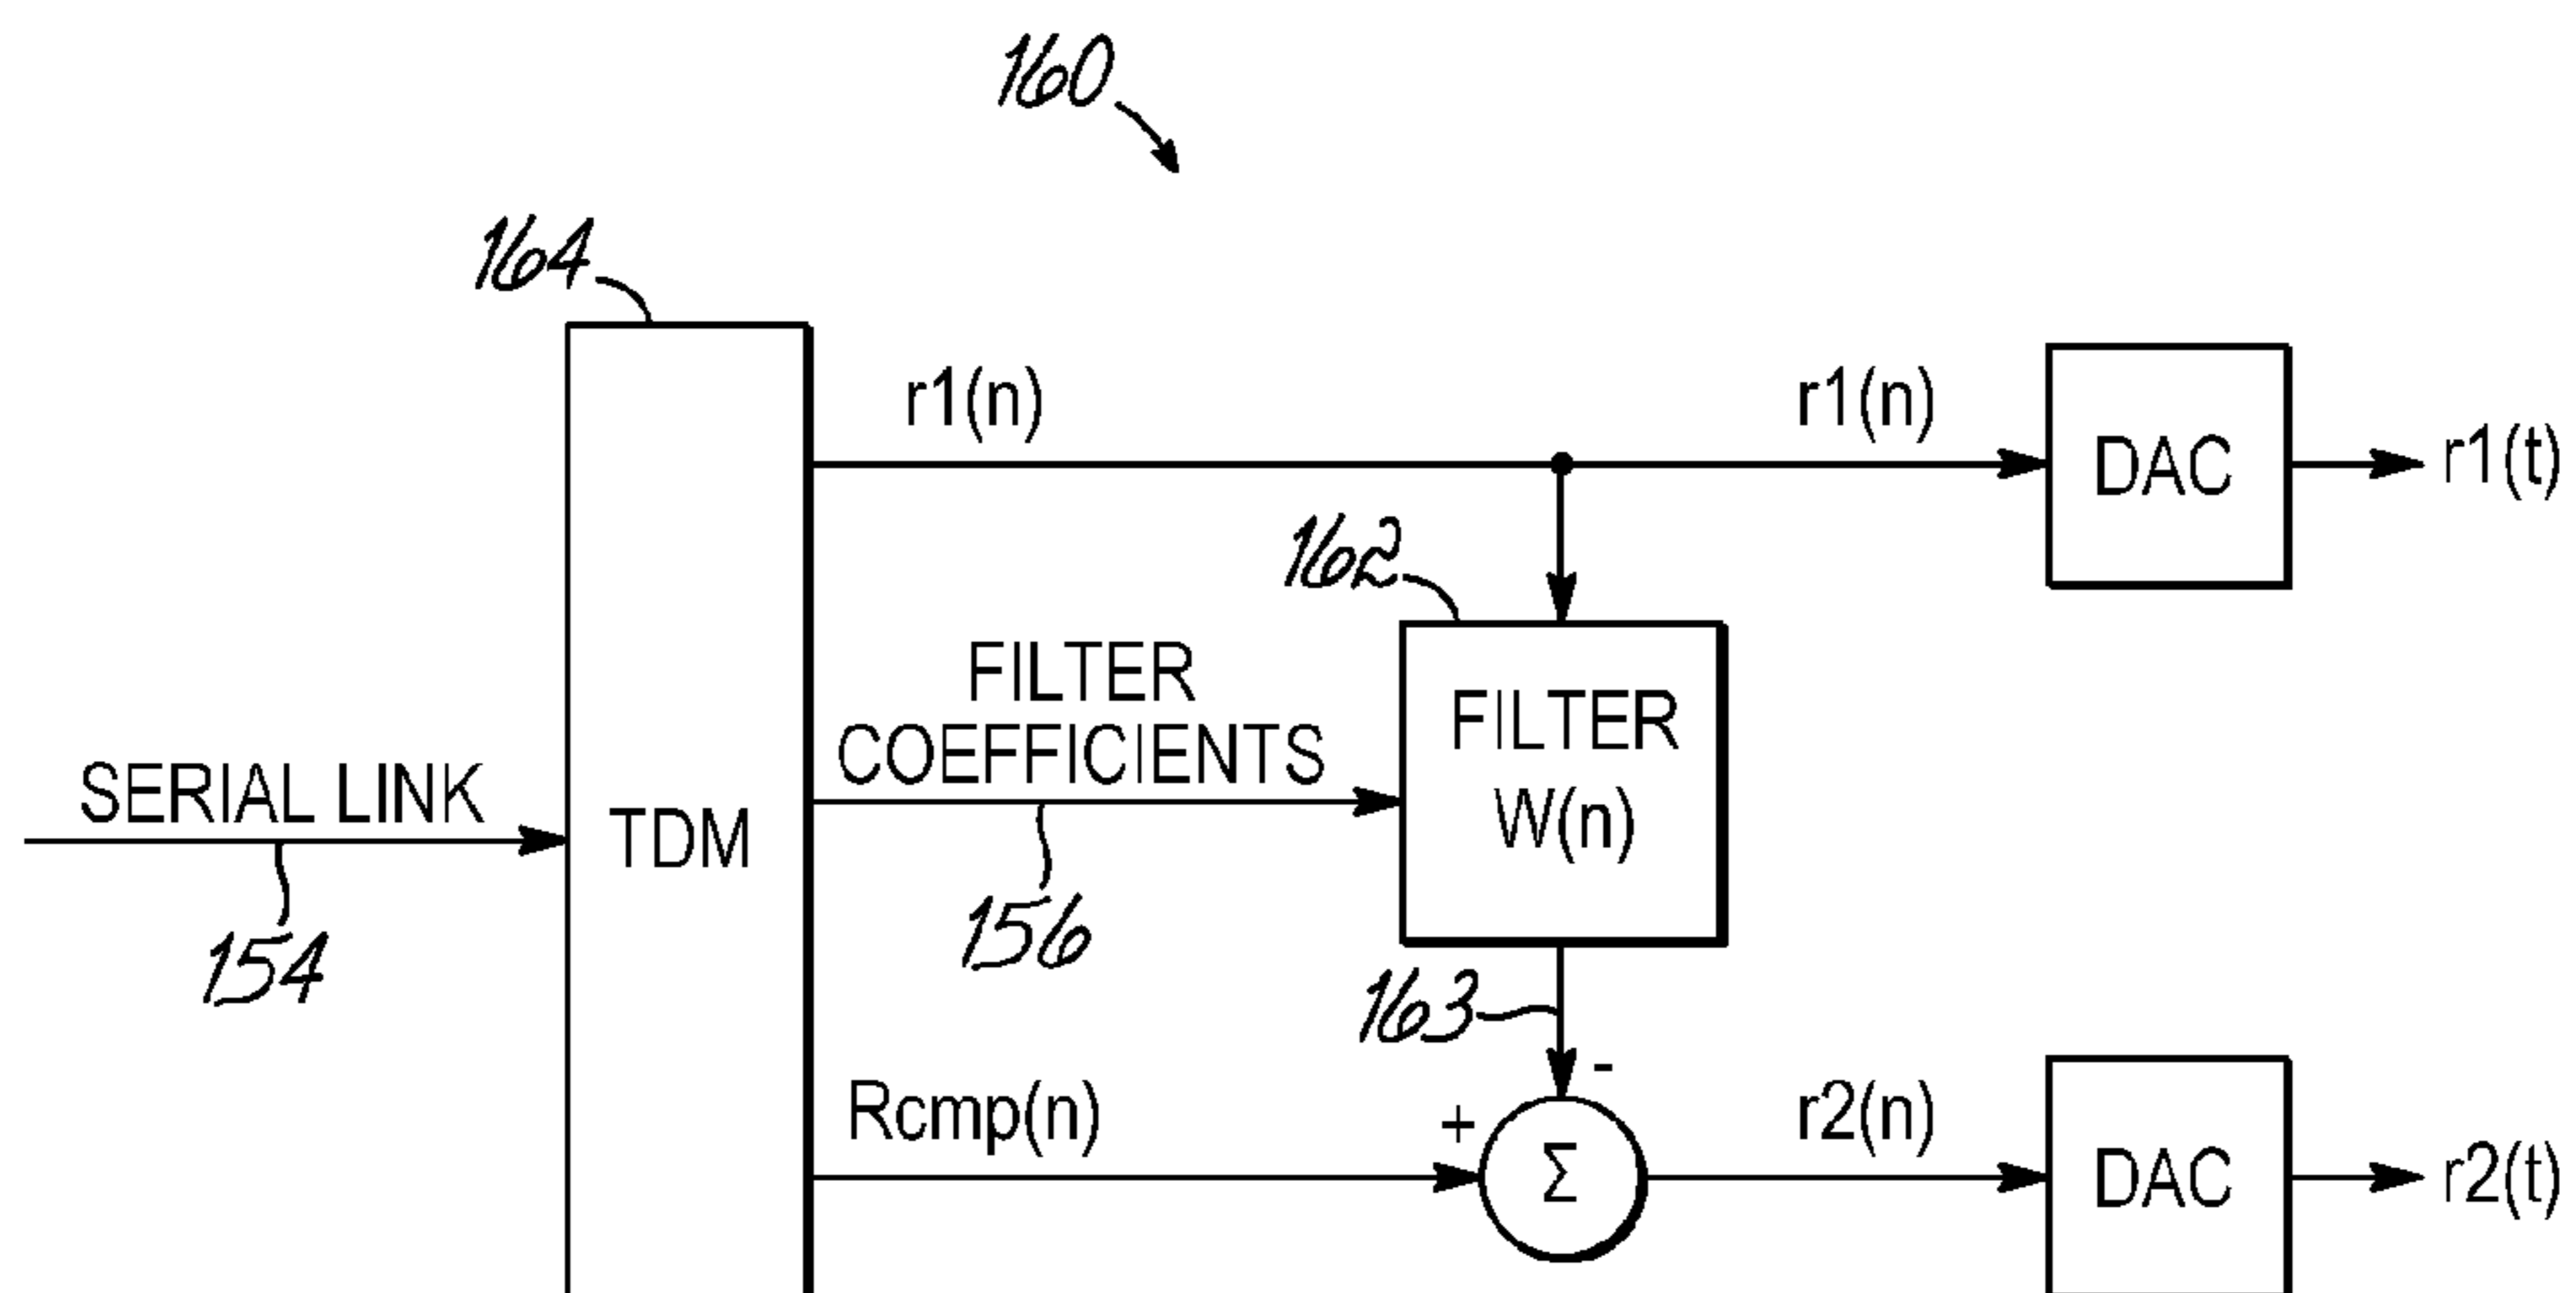 160
164
r1(n)
r1(n)
DAC
r1(t)
162
FILTER
COEFFICIENTS
FILTER
W(n)
SERIAL LINK
TDM
154
156
163
-
Rcmp(n)
+
Σ
r2(n)
DAC
r2(t)